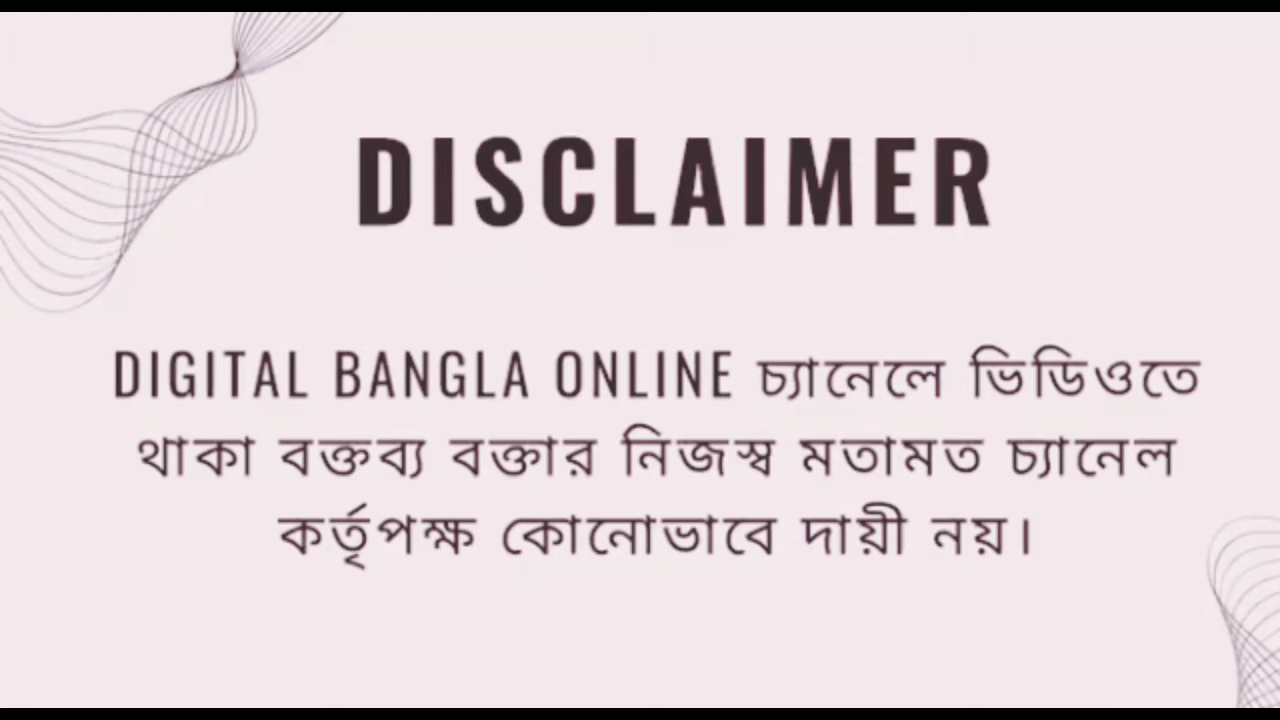 DISCLAIMER
DIGITAL BANGLA ONLINE চ্যানেলে ভিডিওতে
থাকা বক্তব্য বক্তার নিজস্ব মতামত চ্যানেল
কর্তৃপক্ষ কোনোভাবে দায়ী নয়।